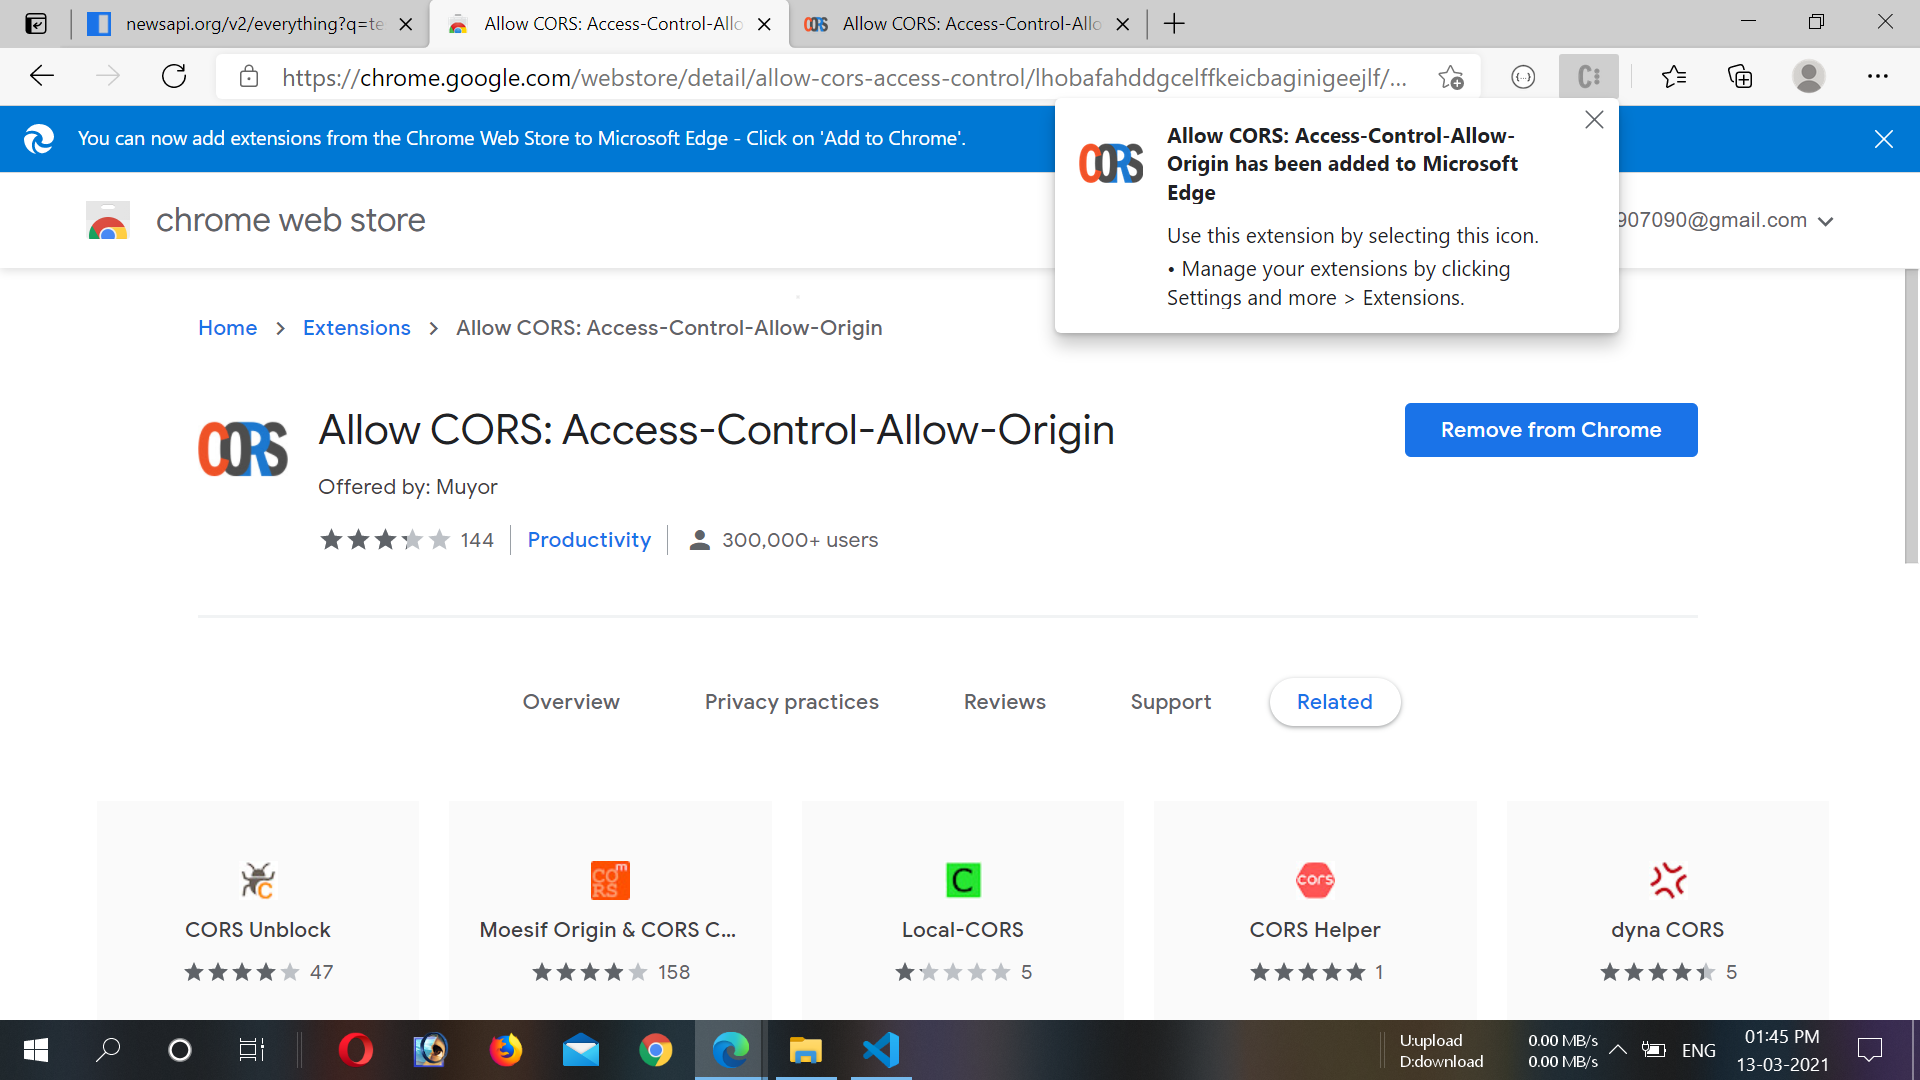 newsapi.org/v2/everything?q=te
Allow CORS: Access-Control-Allo
Allow CORS: Access-Control-Allo
https://chrome.google.com/webstore/detail/allow-cors-access-control/lhobafahddgcelffkeicbaginigeejlf/...
You can now add extensions from the Chrome Web Store to Microsoft Edge - Click on 'Add to Chrome'.
Allow CORS: Access-Control-Allow-
Origin has been added to Microsoft
Edge
Use this extension by selecting this icon.
• Manage your extensions by clicking
Settings and more > Extensions.
CORS
chrome web store
907090@gmail.com
Home > Extensions > Allow CORS: Access-Control-Allow-Origin
CORS
Allow CORS: Access-Control-Allow-Origin
Remove from Chrome
Offered by: Muyor
144 Productivity 300,000+ users
Overview Privacy practices Reviews Support Related
CORS Unblock
47
Moesif Origin & CORS C...
158
C
Local-CORS
5
cors
CORS Helper
1
dyna CORS
5
U:upload 0.00 MB/s
D:download 0.00 MB/s
ENG
01:45 PM
13-03-2021